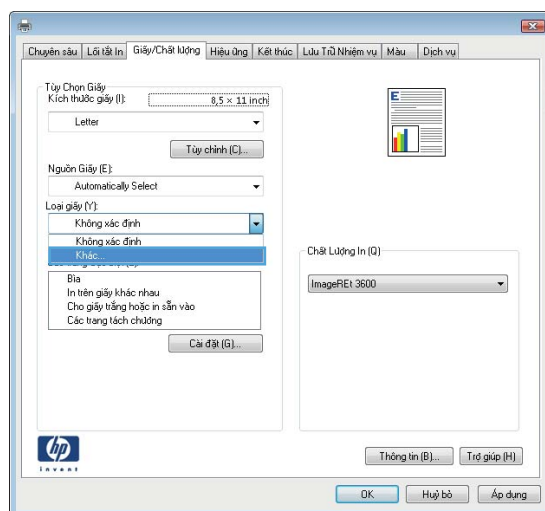 Chuyên sâu Lối tắt In Giấy/Chất lượng Hiệu ứng Kết thúc Lưu Trữ Nhiệm vụ Màu Dịch vụ
Tùy Chọn Giấy
Kích thước giấy (I): 8,5 × 11 inch
Letter
Tùy chỉnh (C)...
Nguồn Giấy (E):
Automatically Select
Loại giấy (Y):
Không xác định
Không xác định
Khác...
Bìa
In trên giấy khác nhau
Cho giấy trắng hoặc in sẵn vào
Các trang tách chương
Cài đặt (G)...
E
Chất Lượng In (Q)
ImageREt 3600
hp
invent
Thông tin (B)... Trợ giúp (H)
OK Huỷ bỏ Áp dụng